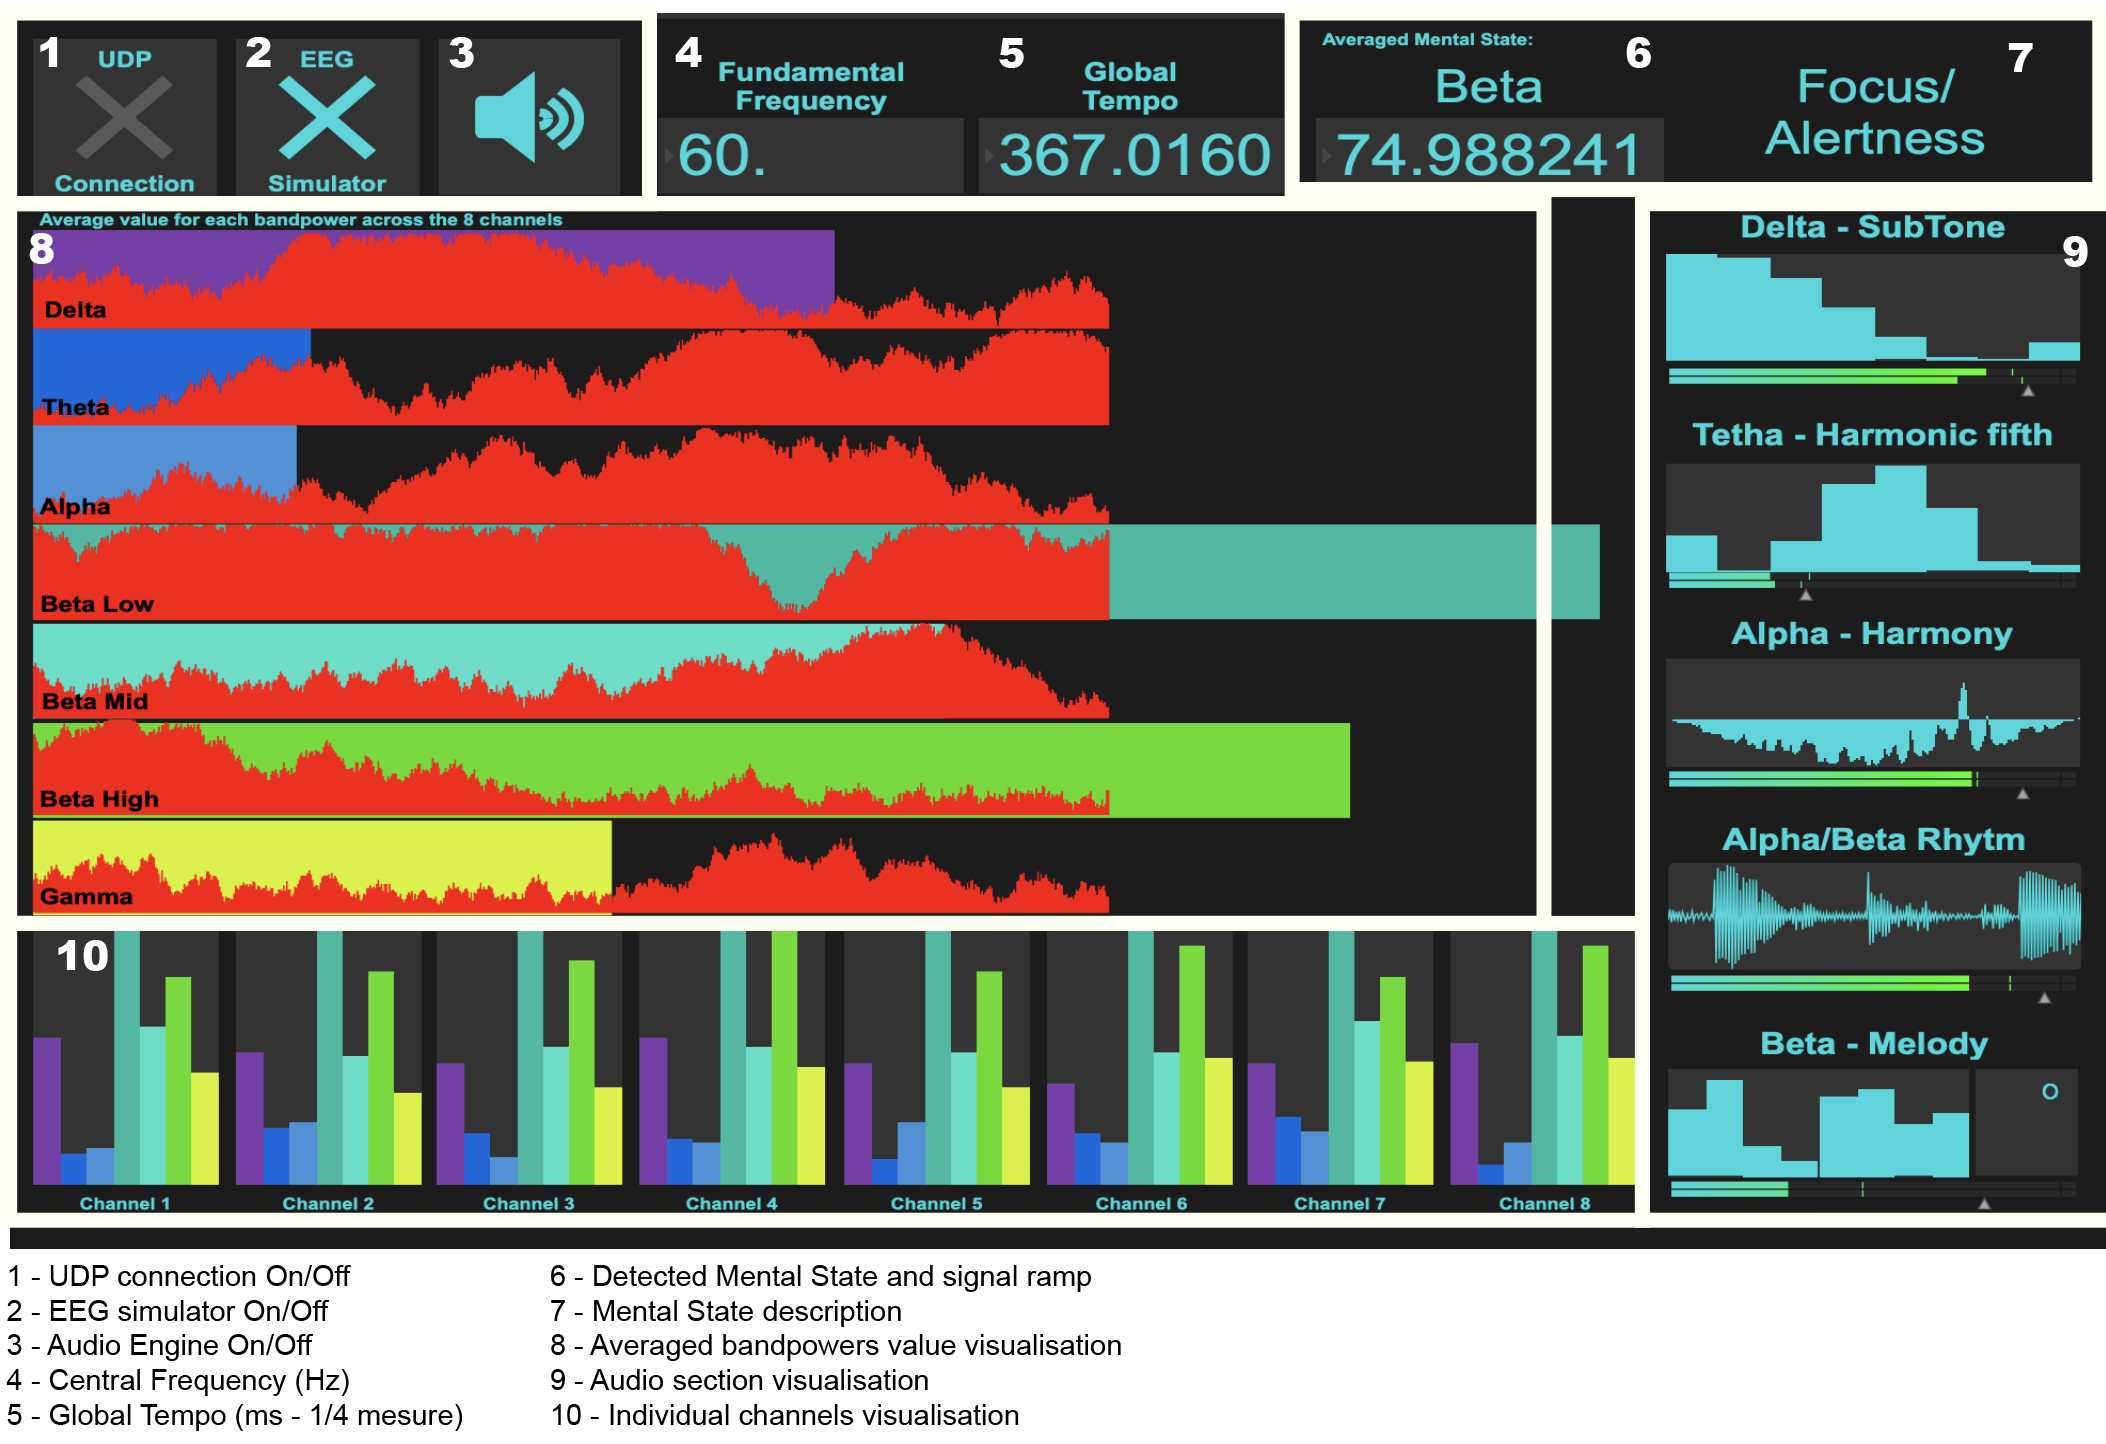 1
UDP
Connection
2
EEG
Simulator
3
4
Fundamental
Frequency
60.
5
Global
Tempo
367.0160
Averaged Mental State:
6
Beta
74.988241
7
Focus/
Alertness
Average value for each bandpower across the 8 channels
8
Delta
Theta
Alpha
Beta Low
Beta Mid
Beta High
Gamma
Delta - SubTone
9
Tetha - Harmonic fifth
Alpha - Harmony
Alpha/Beta Rhytm
Beta - Melody
10
Channel 1
Channel 2
Channel 3
Channel 4
Channel 5
Channel 6
Channel 7
Channel 8
1 - UDP connection On/Off
2 - EEG simulator On/Off
3 - Audio Engine On/Off
4 - Central Frequency (Hz)
5 - Global Tempo (ms - 1/4 mesure)
6 - Detected Mental State and signal ramp
7 - Mental State description
8 - Averaged bandpowers value visualisation
9 - Audio section visualisation
10 - Individual channels visualisation